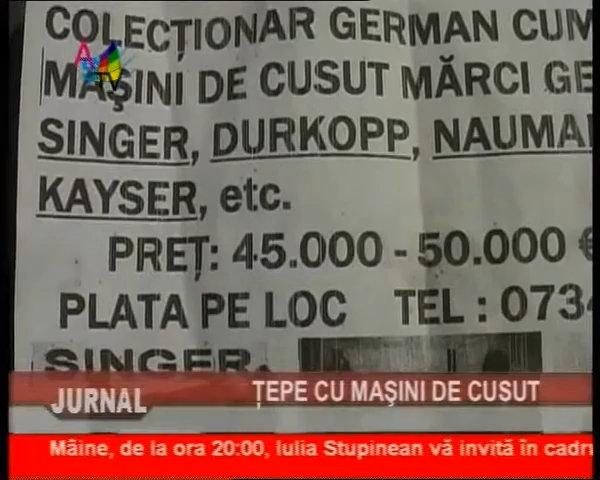 COLECȚIONAR GERMAN CUM
MAȘINI DE CUSUT MĂRCI GE
SINGER, DURKOPP, NAUMA
KAYSER, etc.
PREȚ: 45.000 - 50.000 €
PLATA PE LOC TEL : 0734
SINGER
JURNAL
ȚEPE CU MAȘINI DE CUSUT
Mâine, de la ora 20:00, Iulia Stupinean vă invită în cadru